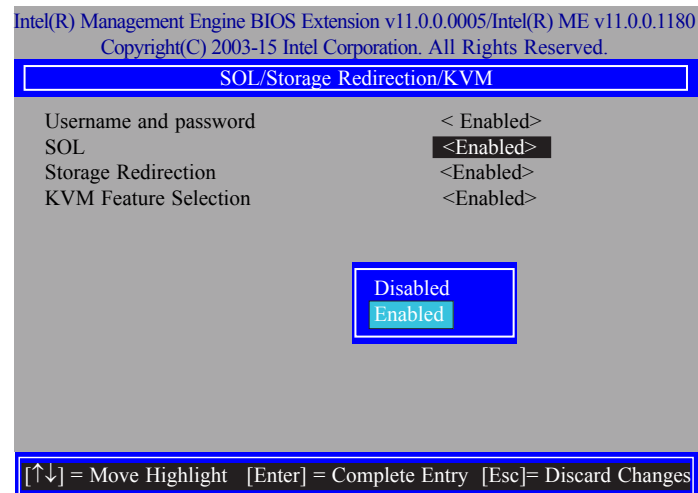 Intel(R) Management Engine BIOS Extension v11.0.0.0005/Intel(R) ME v11.0.0.1180
Copyright(C) 2003-15 Intel Corporation. All Rights Reserved.
SOL/Storage Redirection/KVM
Username and password < Enabled>
SOL <Enabled>
Storage Redirection <Enabled>
KVM Feature Selection <Enabled>
Disabled
Enabled
[↑↓] = Move Highlight [Enter] = Complete Entry [Esc]= Discard Changes